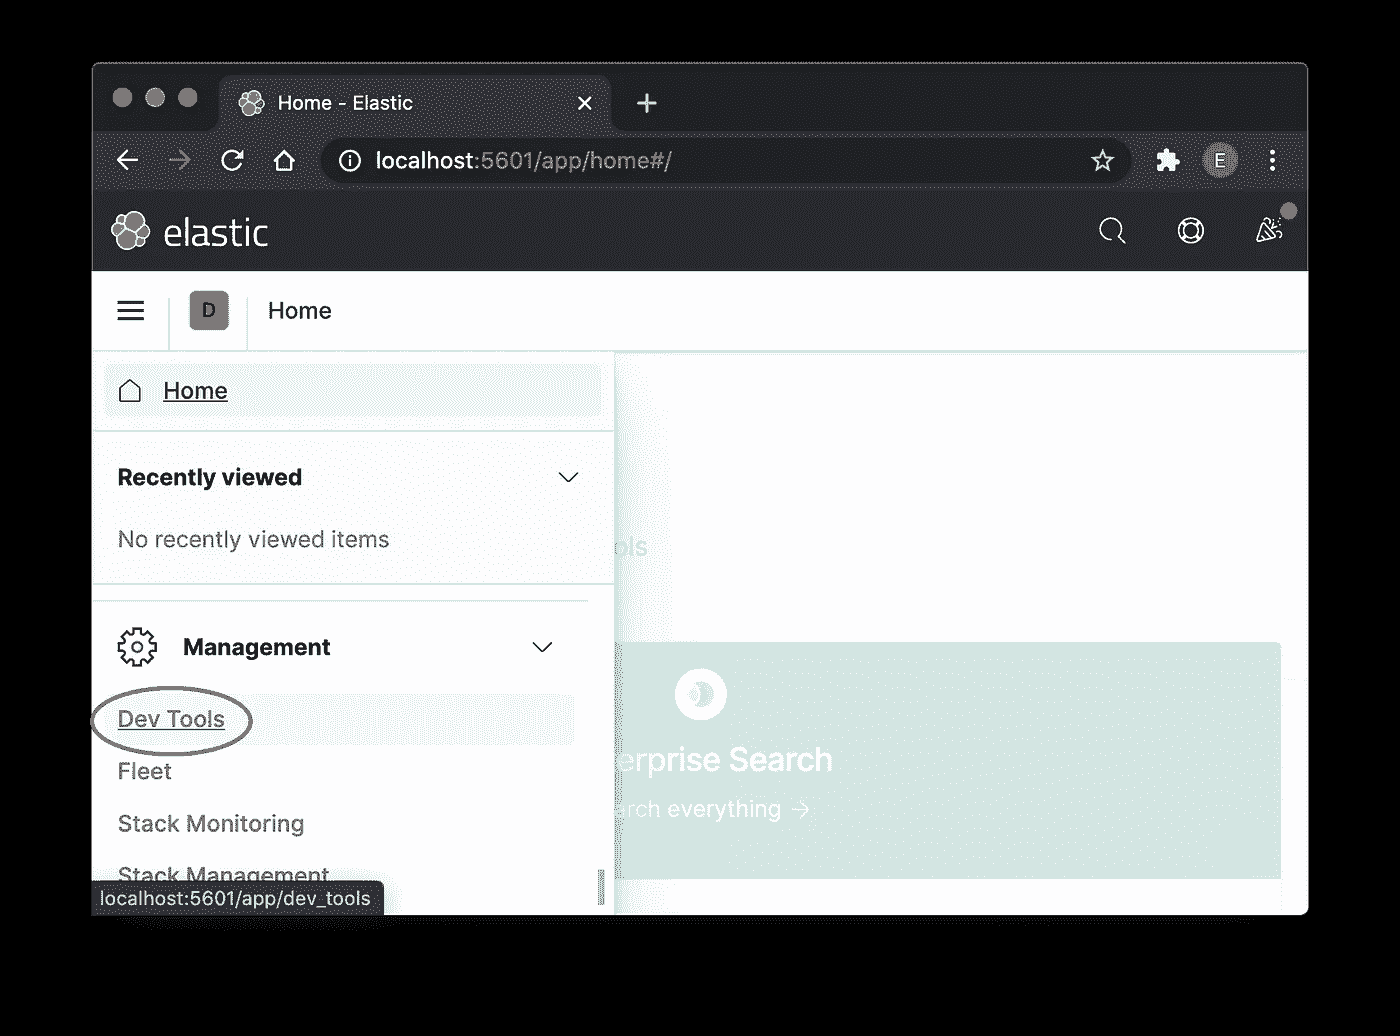 Home - Elastic
localhost:5601/app/home#/
E
elastic
D
Home
Home
Recently viewed
No recently viewed items
ols
Management
Dev Tools
Fleet
erprise Search
Stack Monitoring
rch everything →
Stack Management
localhost:5601/app/dev_tools